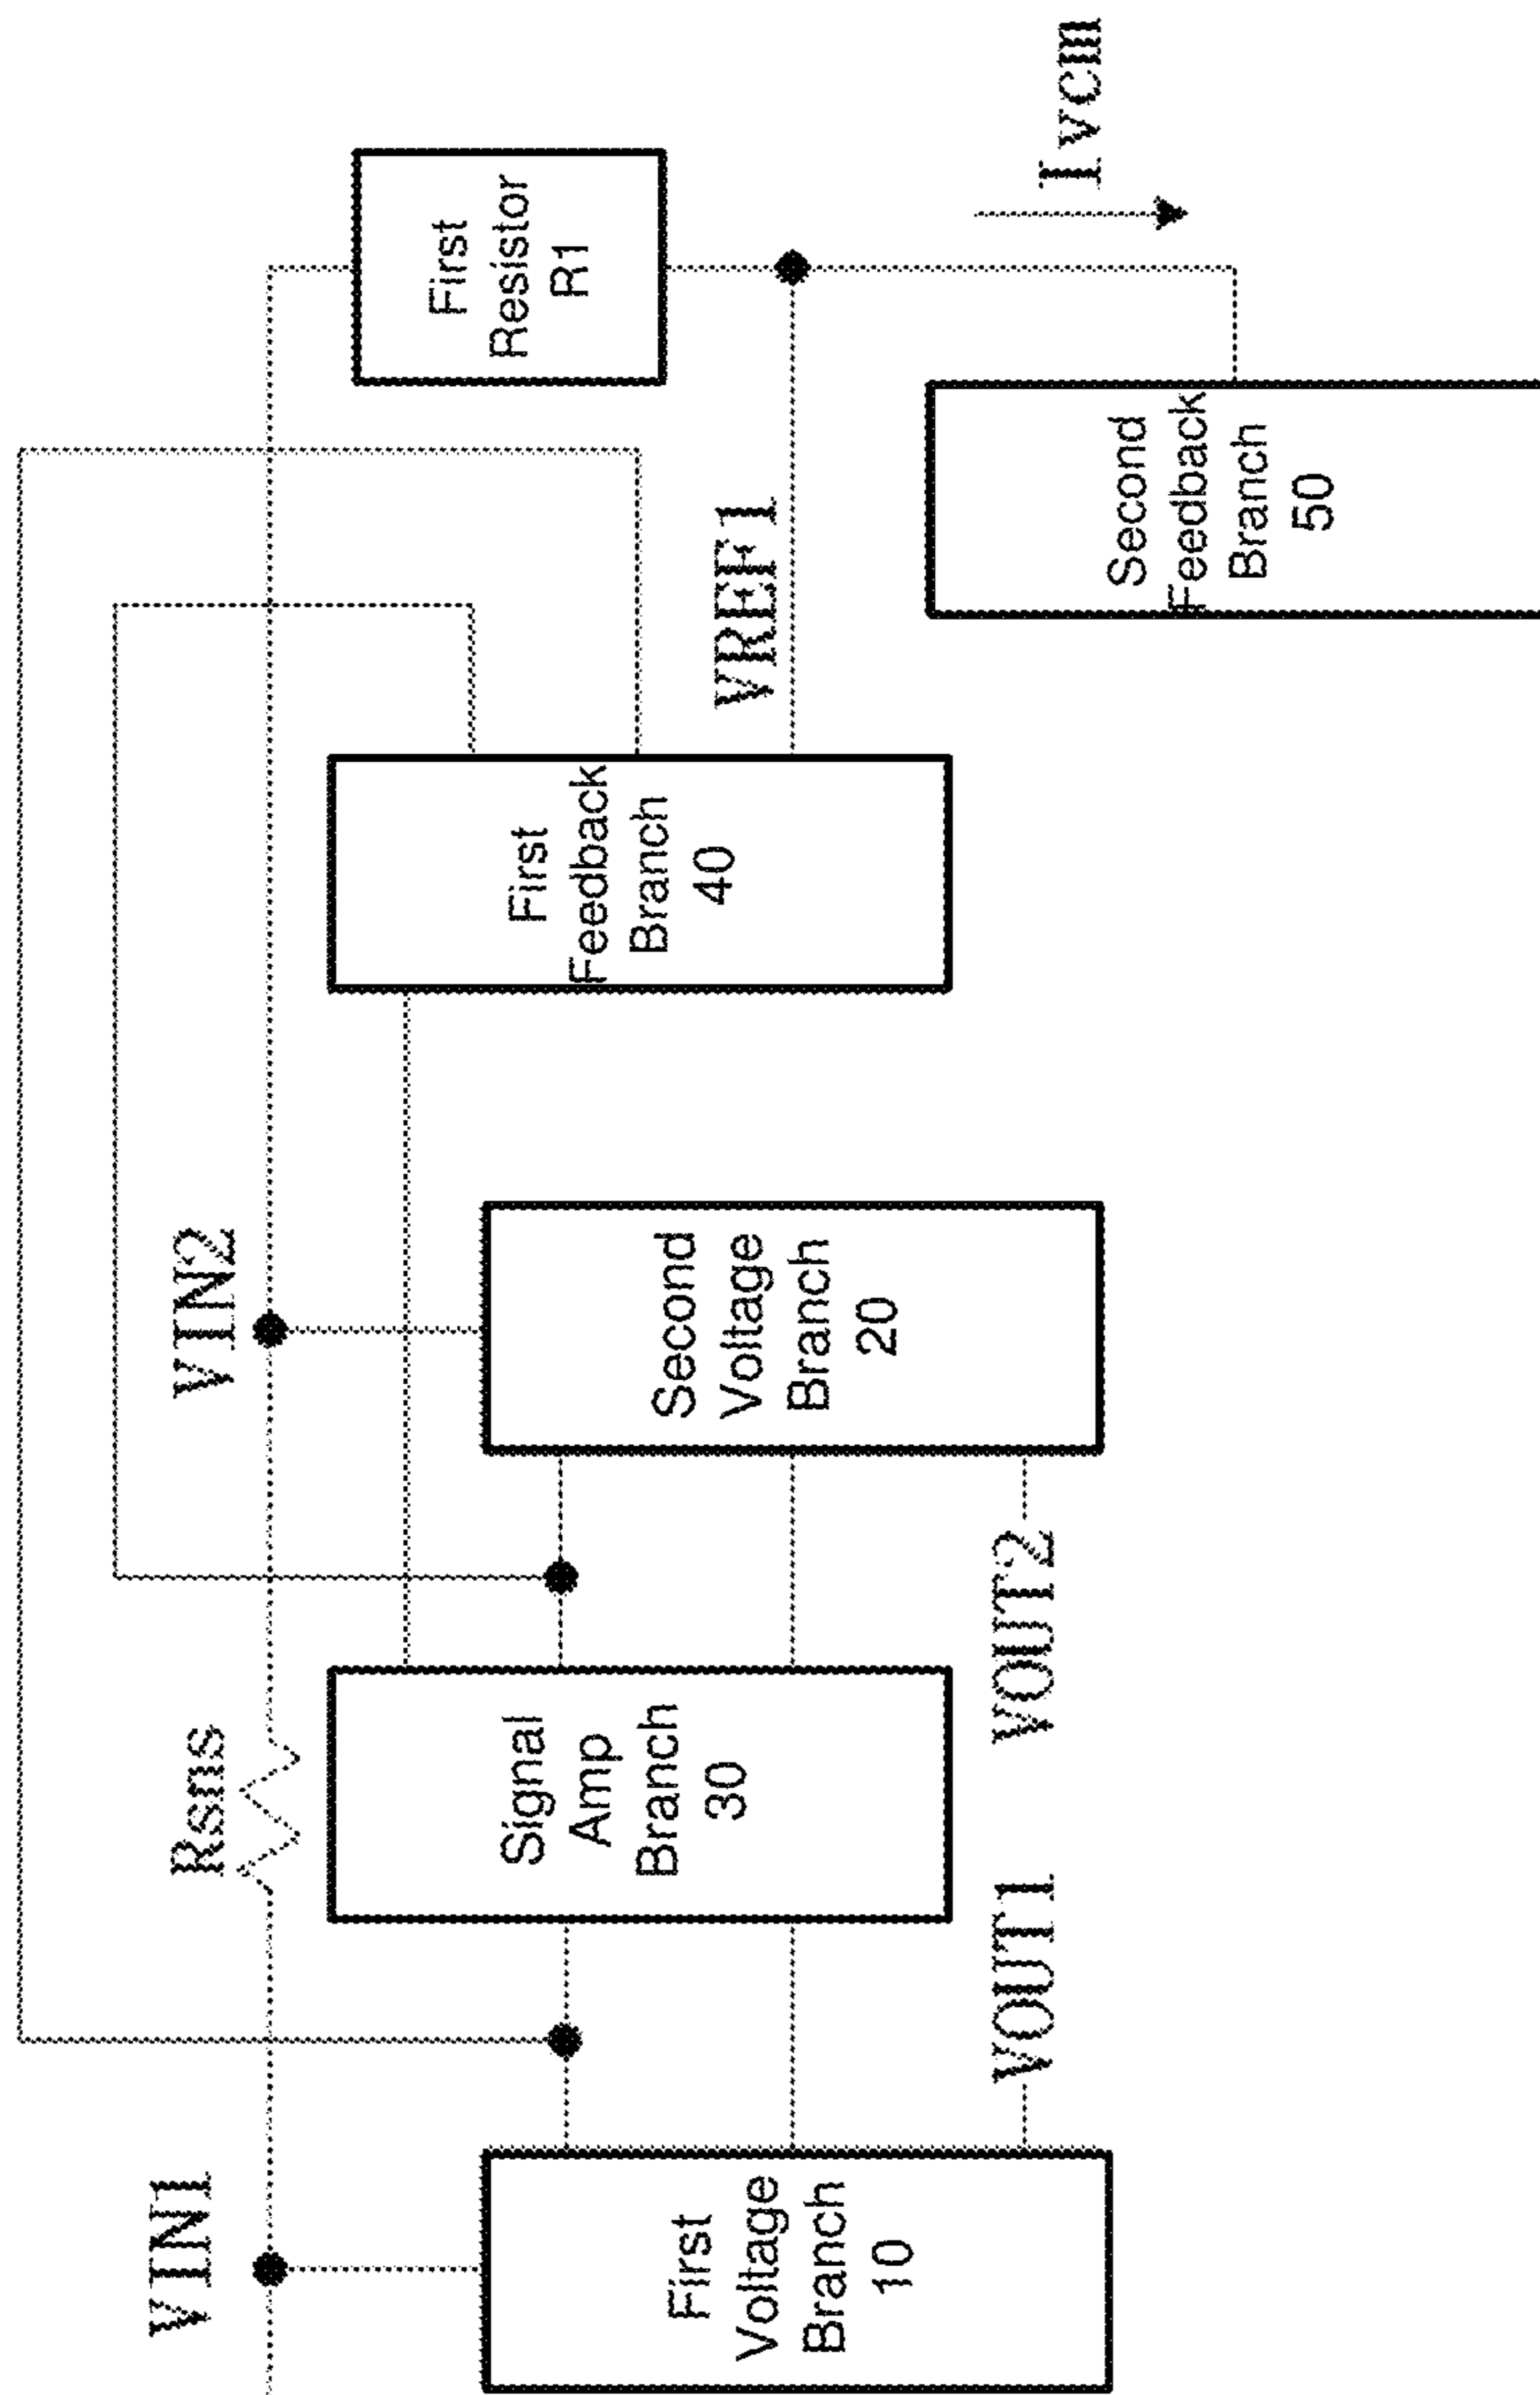 VIN1
Rsns
VIN2
First
Voltage
Branch
10
Signal
Amp
Branch
30
Second
Voltage
Branch
20
First
Feedback
Branch
40
First
Resistor
R1
VREF1
VOUT1
VOUT2
Second
Feedback
Branch
50
Ivcm